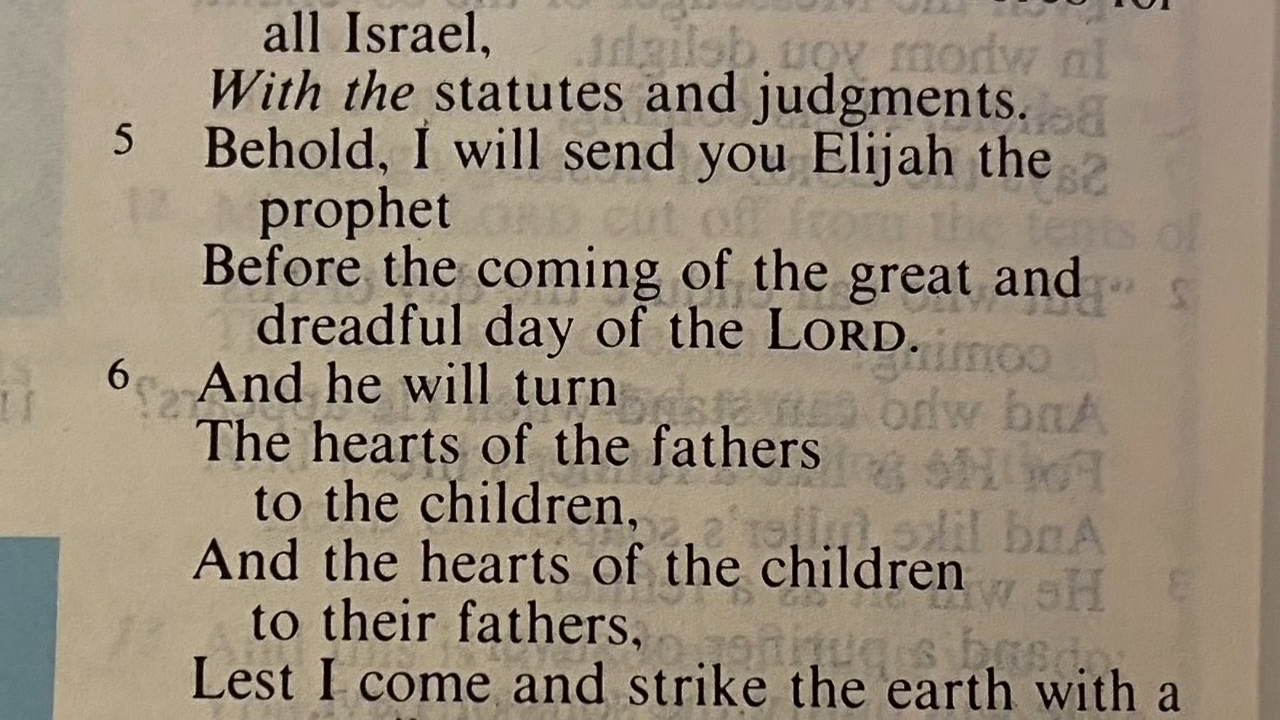 all Israel,
With the statutes and judgments.
5 Behold, I will send you Elijah the
prophet
Before the coming of the great and
dreadful day of the LORD.
6 And he will turn
The hearts of the fathers
to the children,
And the hearts of the children
to their fathers,
Lest I come and strike the earth with a